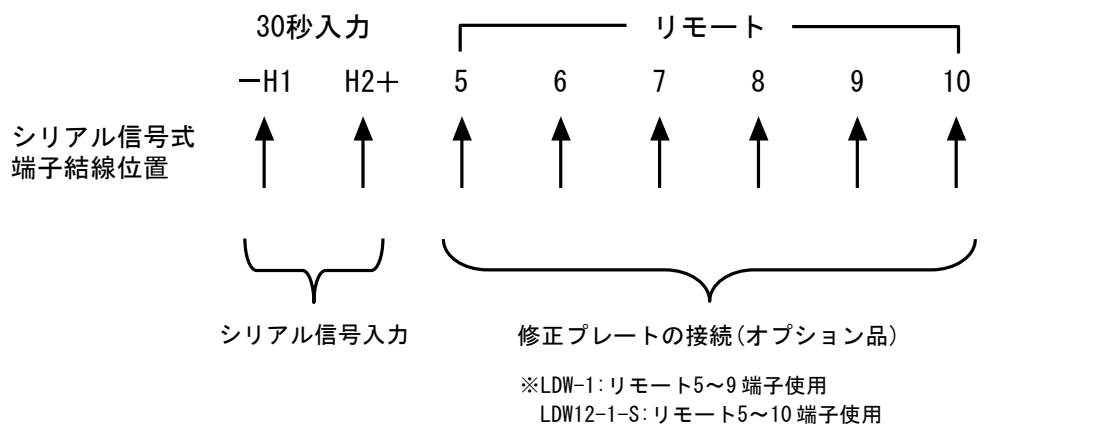 30秒入力 リモート
－H1 H2＋ 5 6 7 8 9 10
シリアル信号式
端子結線位置
シリアル信号入力 修正プレートの接続(オプション品)
※LDW-1:リモート5～9端子使用
LDW12-1-S:リモート5～10端子使用